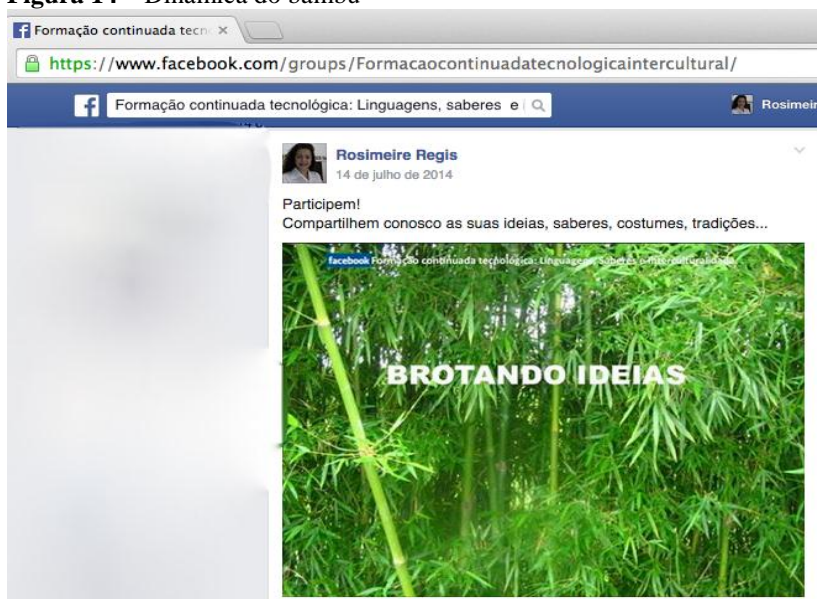 Figura 14 – Dinâmica do bambu
Formação continuada tecno
https://www.facebook.com/groups/Formacaocontinuadatecnologicaintercultural/
Formação continuada tecnológica: Linguagens, saberes e i
Rosimeir
Rosimeire Regis
14 de julho de 2014
Participem!
Compartilhem conosco as suas ideias, saberes, costumes, tradições...
facebook Formação continuada tecnológica: Linguagens, Saberes e Interculturalidade
BROTANDO IDEIAS